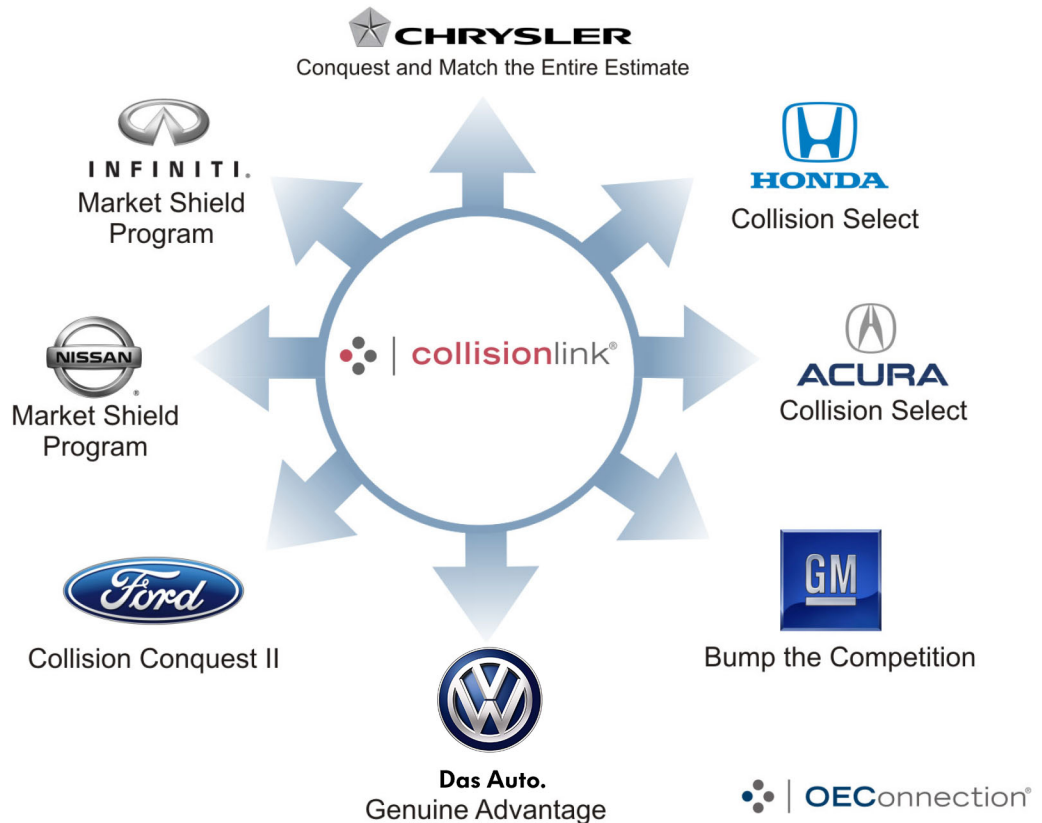 CHRYSLER
Conquest and Match the Entire Estimate
INFINITI®
Market Shield
Program
HONDA
Collision Select
NISSAN®
Market Shield
Program
collisionlink®
ACURA
Collision Select
Ford
Collision Conquest II
GM
Bump the Competition
VW
Das Auto.
Genuine Advantage
OEConnection®